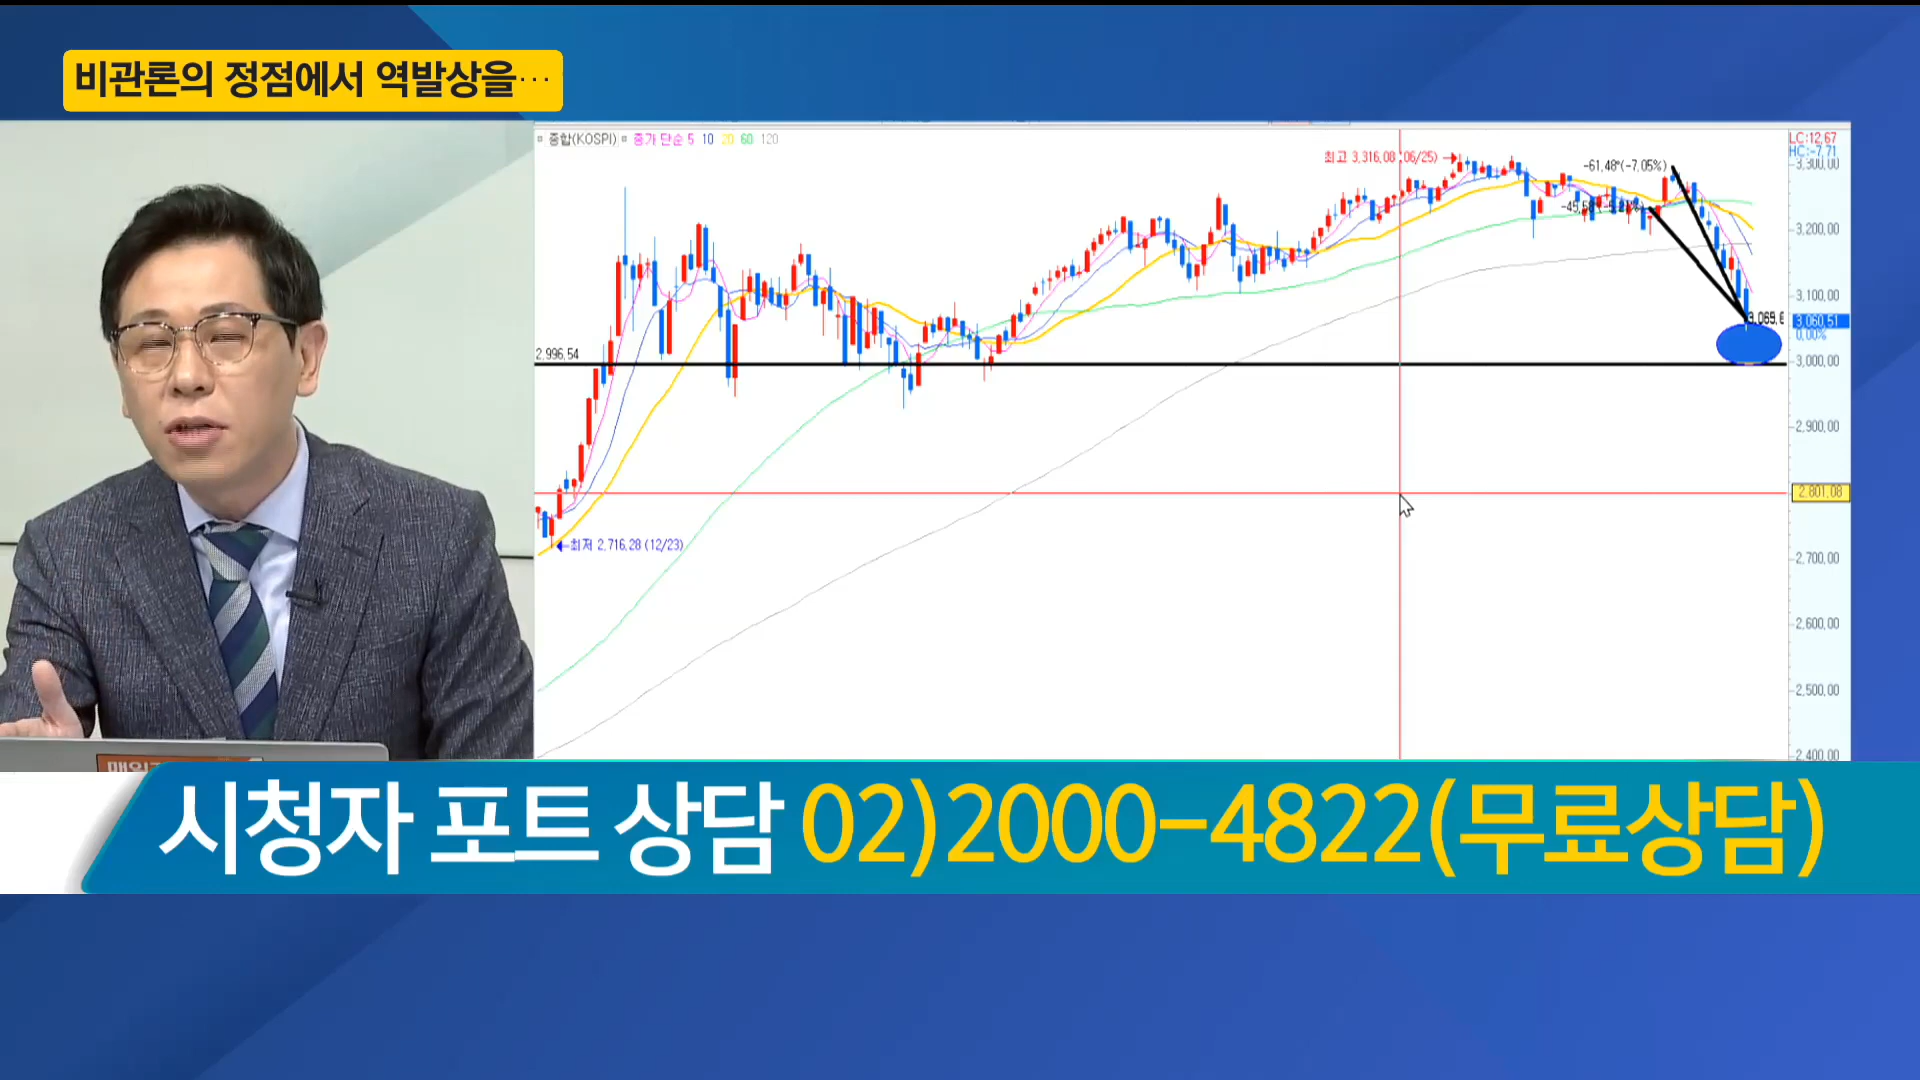 비관론의 정점에서 역발상을…
종합(KOSPI) 종가 단순 5 10 20 60 120
LC:12.67
HC:-7.71
최고 3,316.08 (06/25)
-61.48*(-7.05%)
3,300.00
3,200.00
3,100.00
3,060.51
0.00%
2,996.54
3,000.00
2,900.00
2,801.08
최저 2,716.28 (12/23)
2,700.00
2,600.00
2,500.00
2,400.00
시청자 포트 상담 02)2000-4822(무료상담)